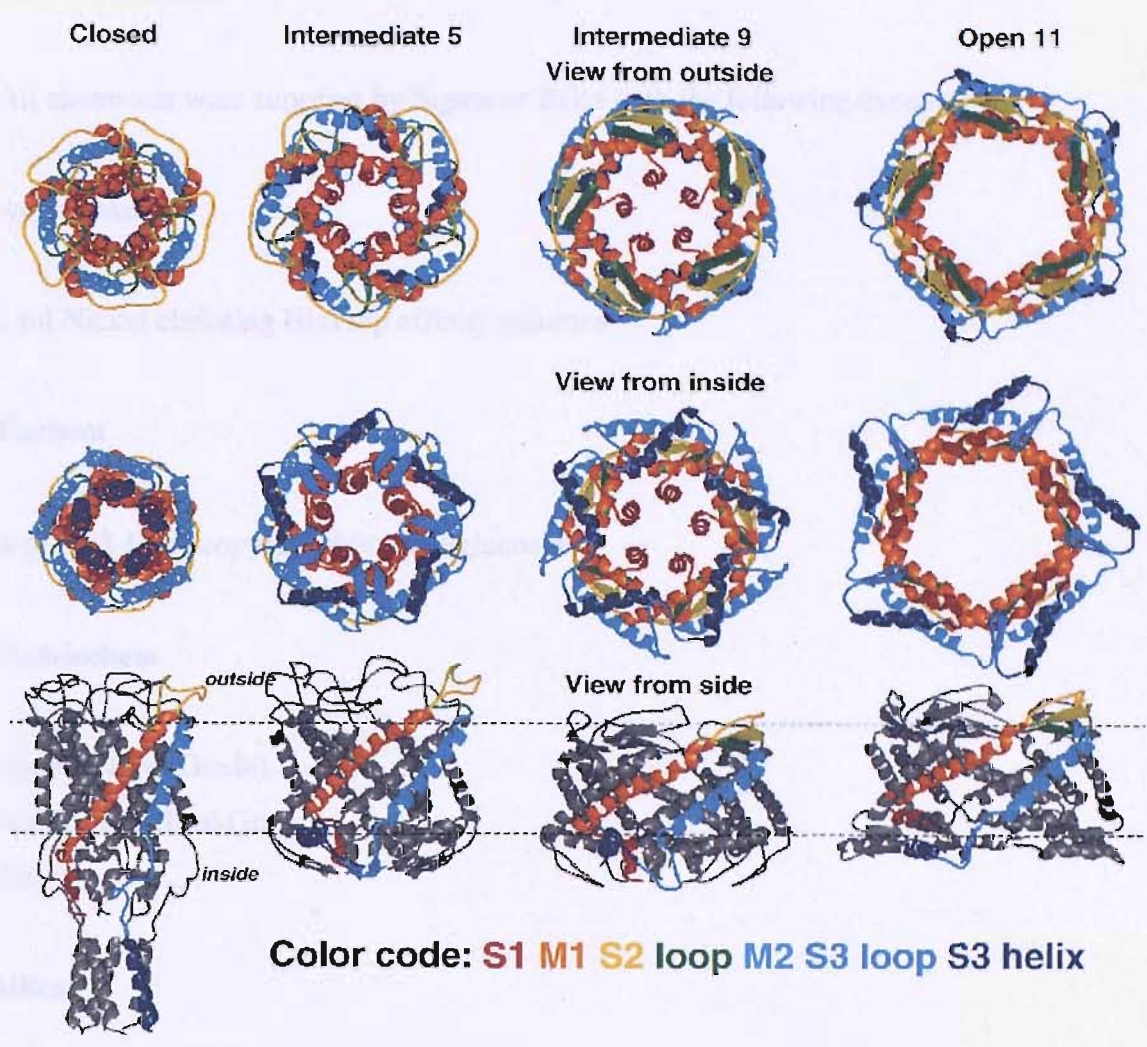 Closed Intermediate 5 Intermediate 9 Open 11
View from outside
View from inside
outside
View from side
inside
Color code: S1 M1 S2 loop M2 S3 loop S3 helix